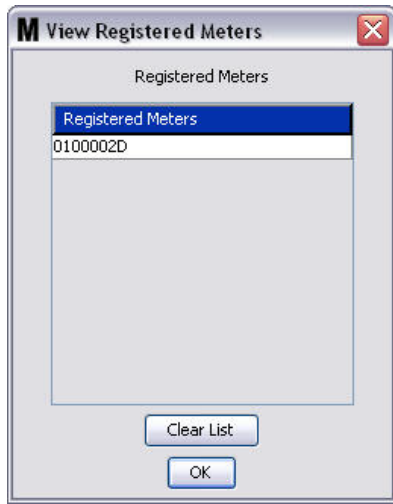 M View Registered Meters
Registered Meters
Registered Meters
0100002D
Clear List
OK